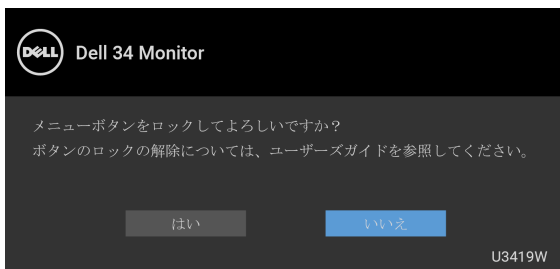 DELL
Dell 34 Monitor
メニューボタンをロックしてよろしいですか？
ボタンのロックの解除については、ユーザーズガイドを参照してください。
はい
いいえ
U3419W